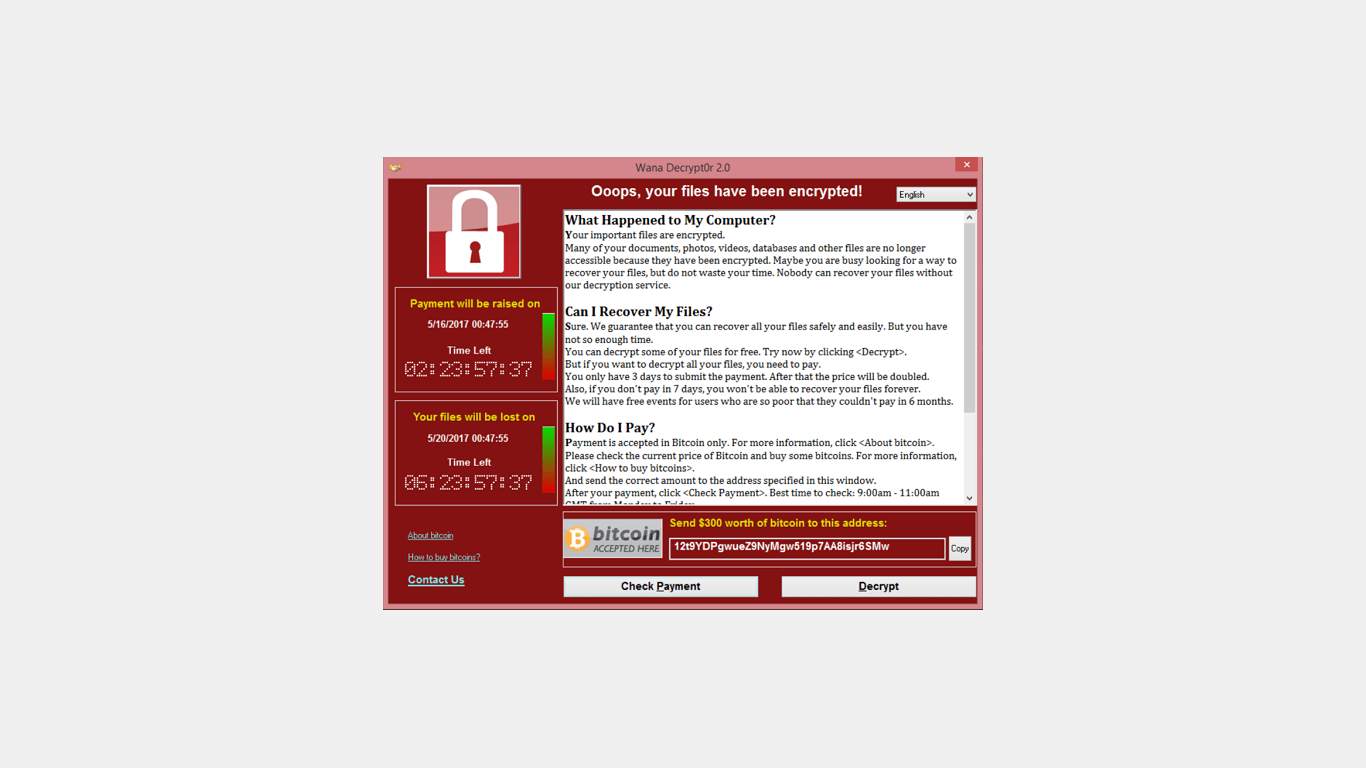 Wana Decrypt0r 2.0
Ooops, your files have been encrypted!
English
What Happened to My Computer?
Your important files are encrypted.
Many of your documents, photos, videos, databases and other files are no longer
accessible because they have been encrypted. Maybe you are busy looking for a way to
recover your files, but do not waste your time. Nobody can recover your files without
our decryption service.
Can I Recover My Files?
Sure. We guarantee that you can recover all your files safely and easily. But you have
not so enough time.
You can decrypt some of your files for free. Try now by clicking <Decrypt>.
But if you want to decrypt all your files, you need to pay.
You only have 3 days to submit the payment. After that the price will be doubled.
Also, if you don't pay in 7 days, you won't be able to recover your files forever.
We will have free events for users who are so poor that they couldn't pay in 6 months.
How Do I Pay?
Payment is accepted in Bitcoin only. For more information, click <About bitcoin>.
Please check the current price of Bitcoin and buy some bitcoins. For more information,
click <How to buy bitcoins>.
And send the correct amount to the address specified in this window.
After your payment, click <Check Payment>. Best time to check: 9:00am - 11:00am
GMT from Monday to Friday.
Payment will be raised on
5/16/2017 00:47:55
Time Left
02:23:57:37
Your files will be lost on
5/20/2017 00:47:55
Time Left
06:23:57:37
About bitcoin
How to buy bitcoins?
Contact Us
bitcoin
ACCEPTED HERE
Send $300 worth of bitcoin to this address:
12t9YDPgwueZ9NyMgw519p7AA8isjr6SMw
Copy
Check Payment
Decrypt